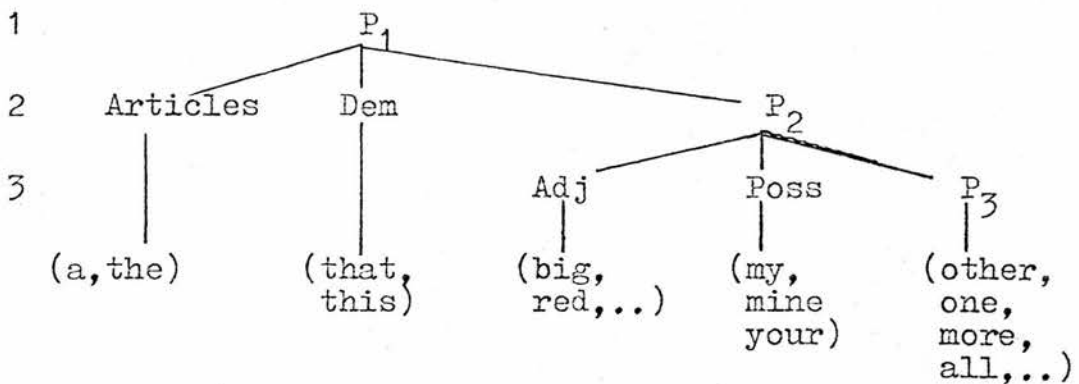 1 P1
2 Articles Dem P2
3 Adj Poss P3
(a,the) (that, (big, (my, (other,
this) red,..) mine one,
your) more,
all,..)